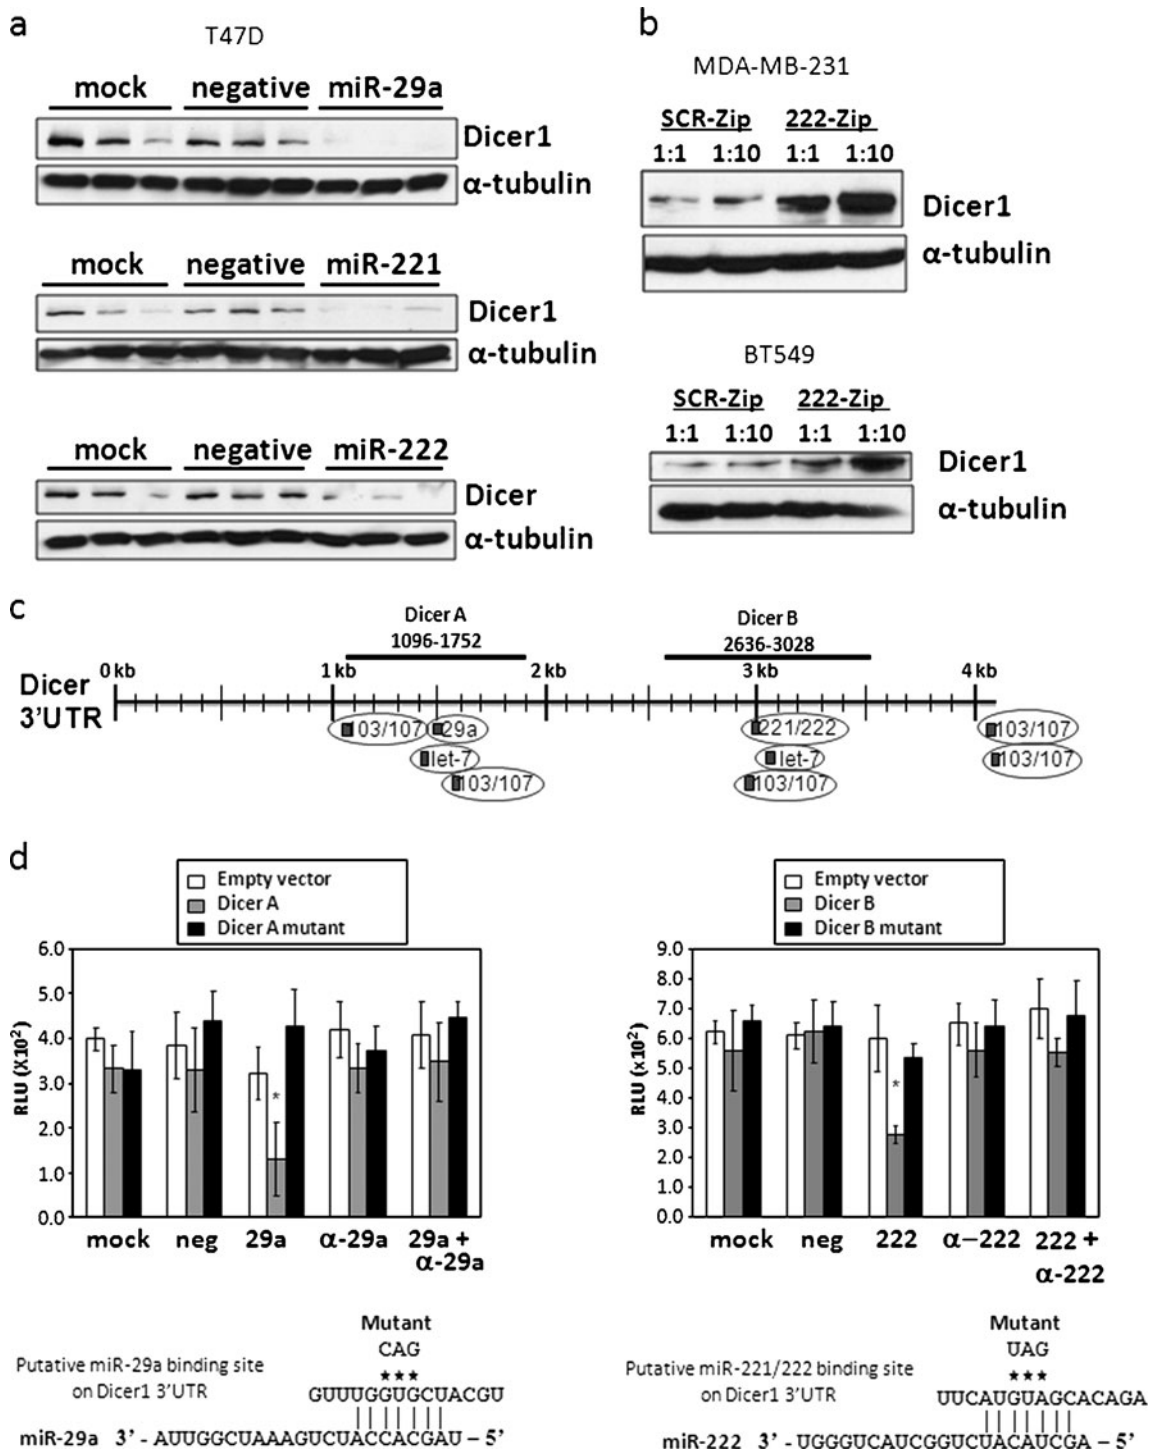 a
T47D
mock negative miR-29a
Dicer1
α-tubulin
mock negative miR-221
Dicer1
α-tubulin
mock negative miR-222
Dicer
α-tubulin
b
MDA-MB-231
SCR-Zip 222-Zip
1:1 1:10 1:1 1:10
Dicer1
α-tubulin
BT549
SCR-Zip 222-Zip
1:1 1:10 1:1 1:10
Dicer1
α-tubulin
c
Dicer A
1096-1752
Dicer B
2636-3028
0 kb 1 kb 2 kb 3 kb 4 kb
Dicer
3'UTR
103/107 29a 221/222 103/107
let-7 let-7 103/107
103/107 103/107
d
Empty vector
Dicer A
Dicer A mutant
6.0
5.0
4.0
3.0
2.0
1.0
0.0
RLU (X10²)
mock neg 29a α-29a 29a +
α-29a
Mutant
CAG
Putative miR-29a binding site
on Dicer1 3'UTR
★★★
GUUUGGUGCUACGU
miR-29a 3' - AUUGGCUAAAGUCUACCACGAU – 5'
Empty vector
Dicer B
Dicer B mutant
9.0
8.0
7.0
6.0
5.0
4.0
3.0
2.0
1.0
0.0
RLU (x10²)
*
mock neg 222 α–222 222 +
α-222
Mutant
UAG
Putative miR-221/222 binding site
on Dicer1 3'UTR
★★★
UUCAUGUAGCACAGA
miR-222 3' -UGGGUCAUCGGUCUACAUCGA – 5'